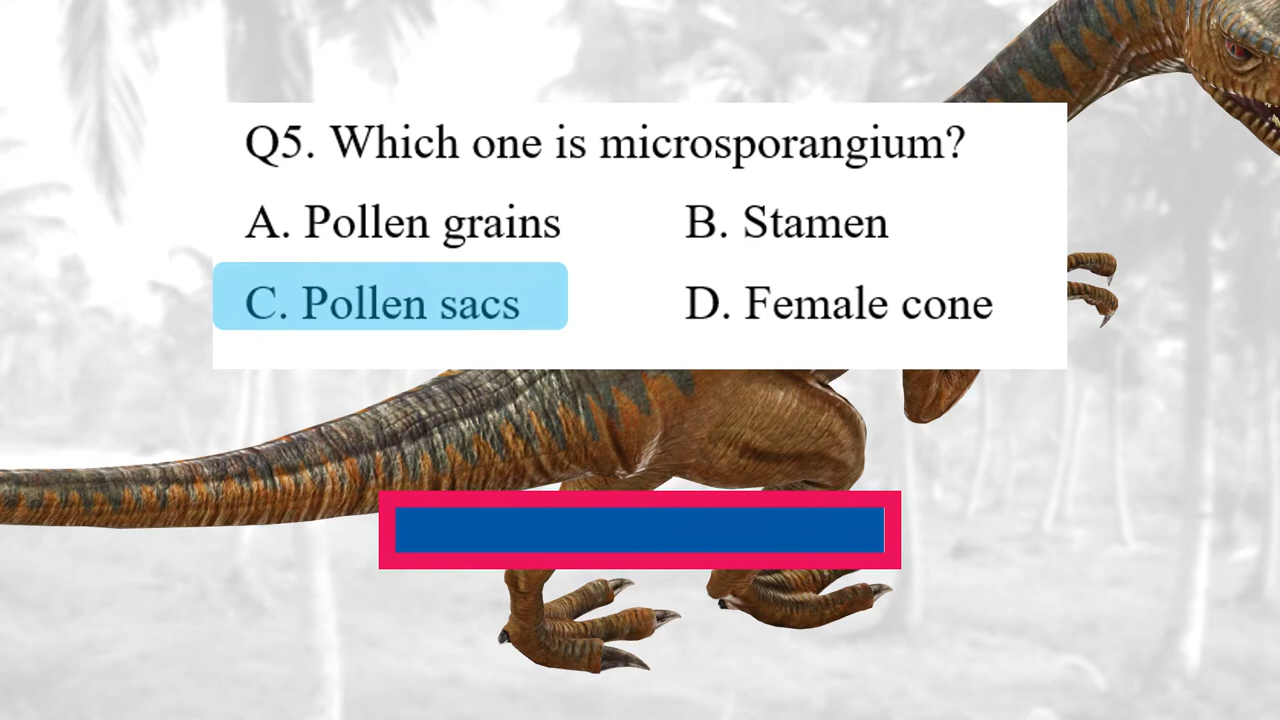 Q5. Which one is microsporangium?
A. Pollen grains B. Stamen
C. Pollen sacs D. Female cone